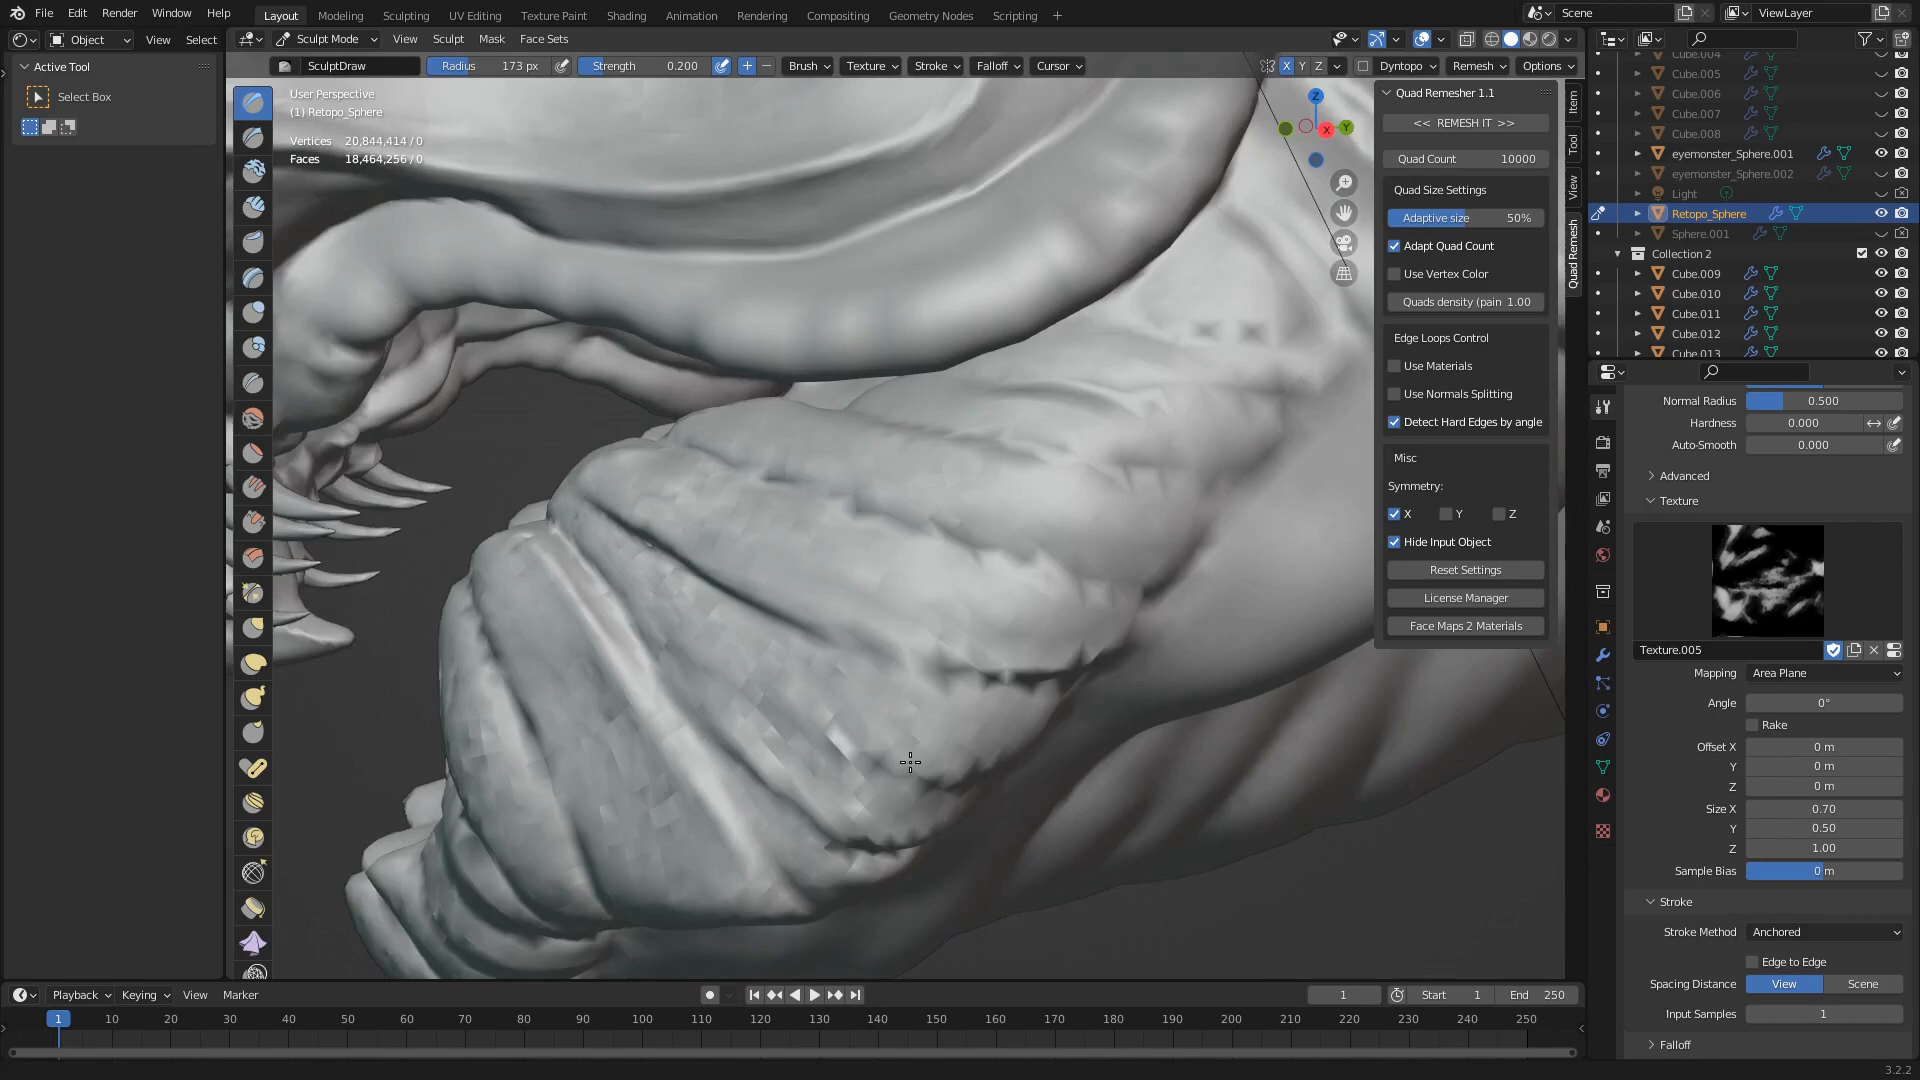 File Edit Render Window Help Layout Modeling Sculpting UV Editing Texture Paint Shading Animation Rendering Compositing Geometry Nodes Scripting + Scene ViewLayer
Object View Select Sculpt Mode View Sculpt Mask Face Sets
SculptDraw Radius 173 px Strength 0.200 Brush Texture Stroke Falloff Cursor X Y Z Dyntopo Remesh Options
Active Tool
Select Box
User Perspective
(1) Retopo_Sphere
Vertices 20,844,414 / 0
Faces 18,464,256 / 0
Z
X
Y
Quad Remesher 1.1
<< REMESH IT >>
Quad Count 10000
Quad Size Settings
Adaptive size 50%
Adapt Quad Count
Use Vertex Color
Quads density (pain 1.00
Edge Loops Control
Use Materials
Use Normals Splitting
Detect Hard Edges by angle
Misc
Symmetry:
X Y Z
Hide Input Object
Reset Settings
License Manager
Face Maps 2 Materials
Item
Tool
View
Quad Remesh
Cube.004
Cube.005
Cube.006
Cube.007
Cube.008
eyemonster_Sphere.001
eyemonster_Sphere.002
Light
Retopo_Sphere
Sphere.001
Collection 2
Cube.009
Cube.010
Cube.011
Cube.012
Cube.013
Normal Radius 0.500
Hardness 0.000
Auto-Smooth 0.000
Advanced
Texture
Texture.005
Mapping Area Plane
Angle 0°
Rake
Offset X 0 m
Y 0 m
Z 0 m
Size X 0.70
Y 0.50
Z 1.00
Sample Bias 0 m
Stroke
Stroke Method Anchored
Edge to Edge
Spacing Distance View Scene
Input Samples 1
Falloff
Playback Keying View Marker 1 Start 1 End 250
1 10 20 30 40 50 60 70 80 90 100 110 120 130 140 150 160 170 180 190 200 210 220 230 240 250
3.2.2